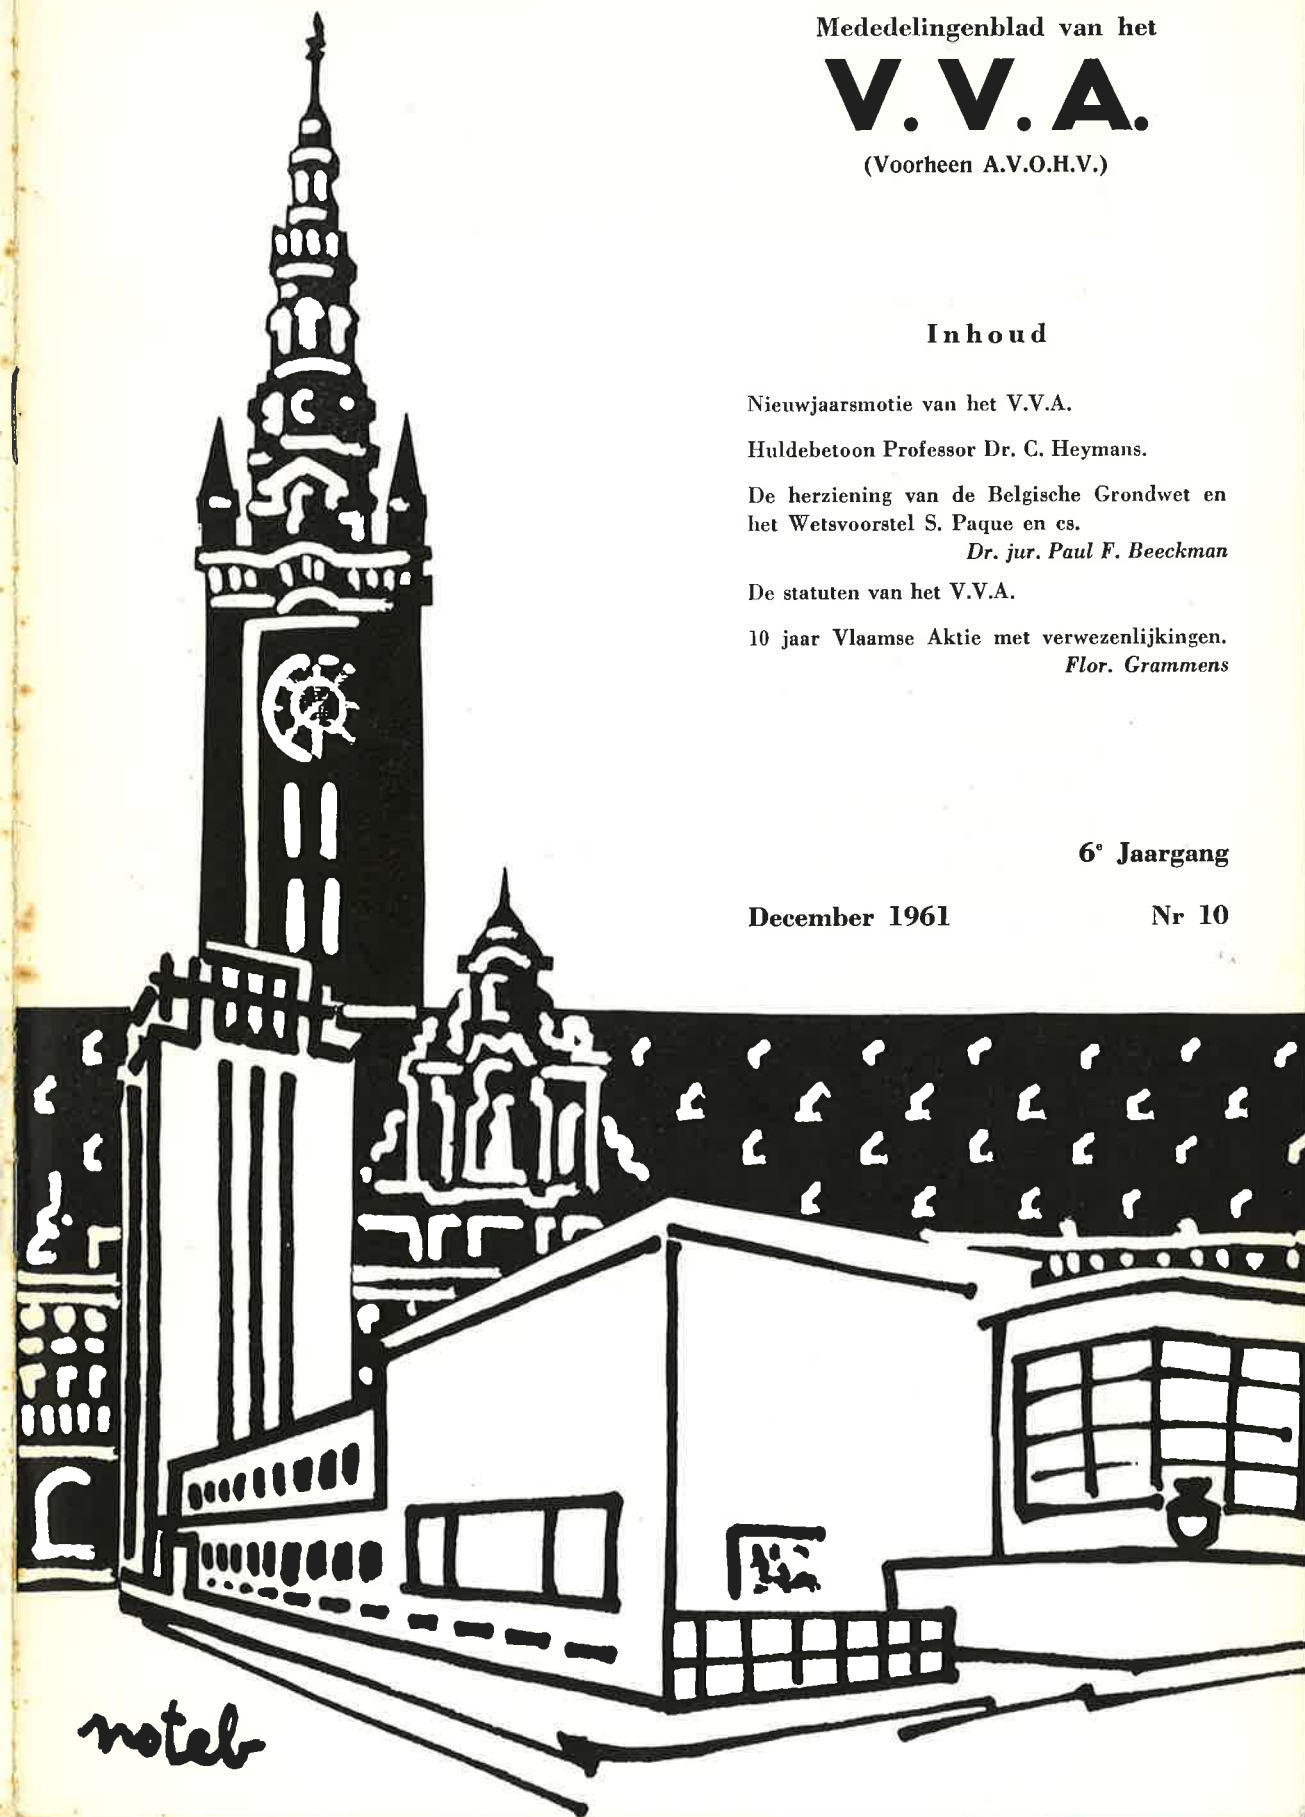 Mededelingenblad van het
V. V. A.
(Voorheen A.V.O.H.V.)
Inhoud
Nieuwjaarsmotie van het V.V.A.
Huldebetoon Professor Dr. C. Heymans.
De herziening van de Belgische Grondwet en
het Wetsvoorstel S. Paque en cs.
Dr. jur. Paul F. Beeckman
De statuten van het V.V.A.
10 jaar Vlaamse Aktie met verwezenlijkingen.
Flor. Grammens
6e Jaargang
December 1961 Nr 10
noteb